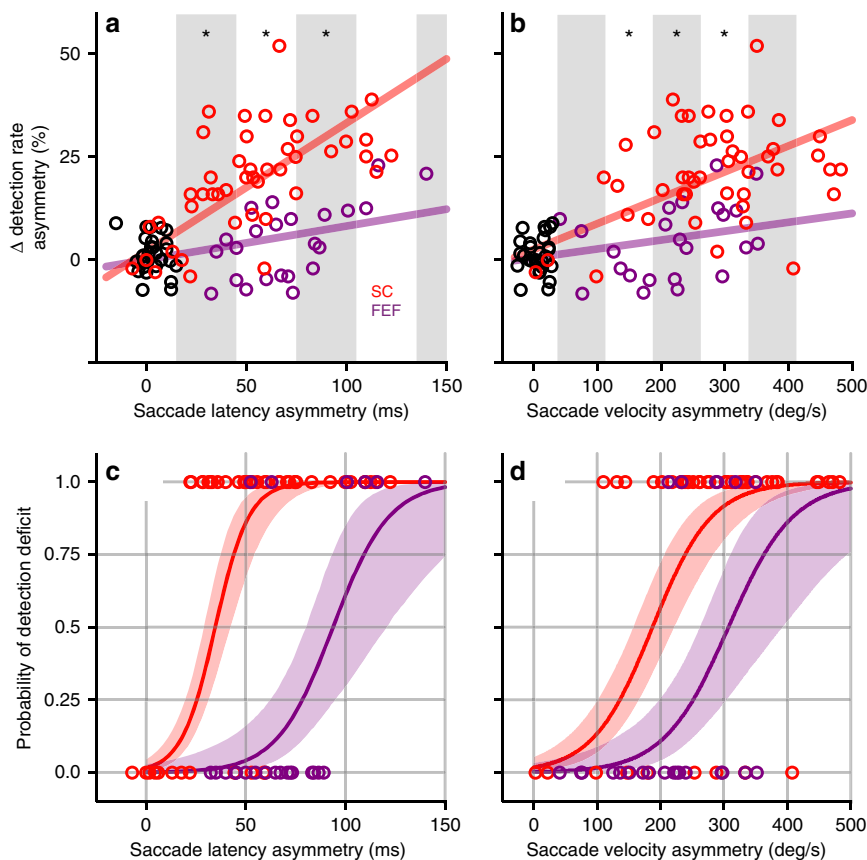 a
b
*
*
*
*
*
*
50
25
0
Δ detection rate
asymmetry (%)
SC
FEF
0
50
100
150
0
100
200
300
400
500
Saccade latency asymmetry (ms)
Saccade velocity asymmetry (deg/s)
c
d
1.0
0.75
0.5
0.25
0.0
Probability of detection deficit
0
50
100
150
0
100
200
300
400
500
Saccade latency asymmetry (ms)
Saccade velocity asymmetry (deg/s)